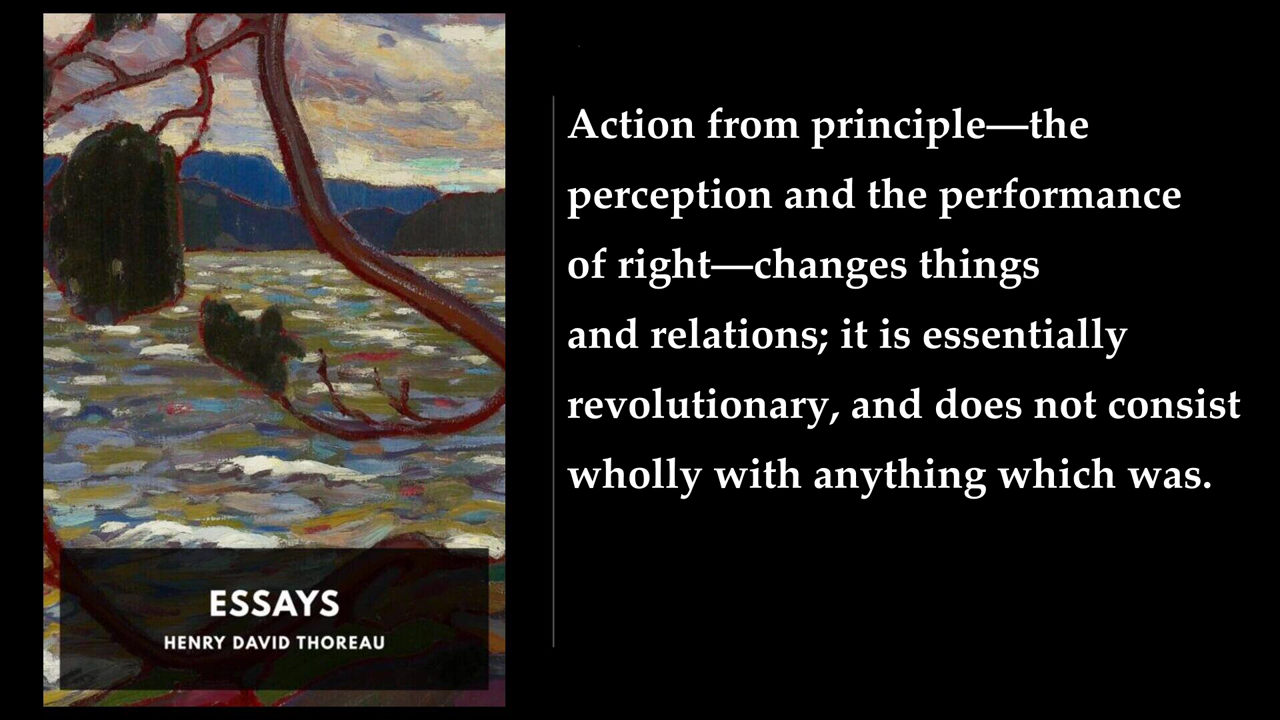 Action from principle—the
perception and the performance
of right—changes things
and relations; it is essentially
revolutionary, and does not consist
wholly with anything which was.
ESSAYS
HENRY DAVID THOREAU